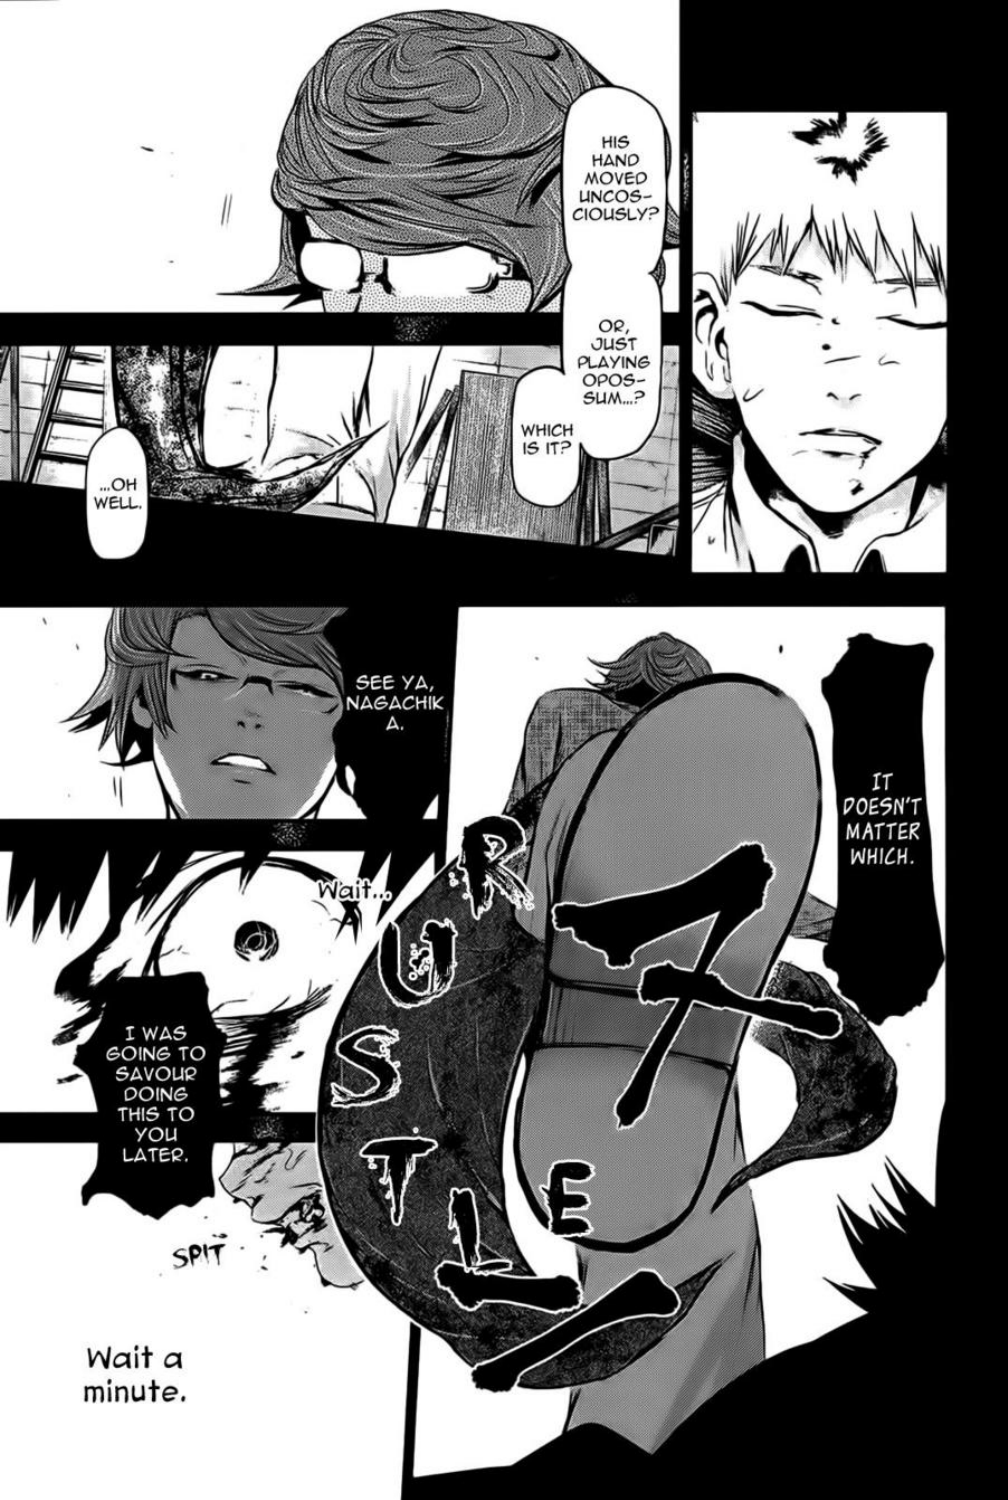 HIS
HAND
MOVED
UNCOS-
CIOUSLY?
OR,
JUST
PLAYING
OPOS-
SUM...?
WHICH
IS IT?
...OH
WELL.
IT
DOESN'T
MATTER
WHICH.
RUSTLE
SEE YA,
NAGACHIK
A.
Wait...
I WAS
GOING TO
SAVOUR
DOING
THIS TO
YOU
LATER.
SPIT
Wait a
minute.